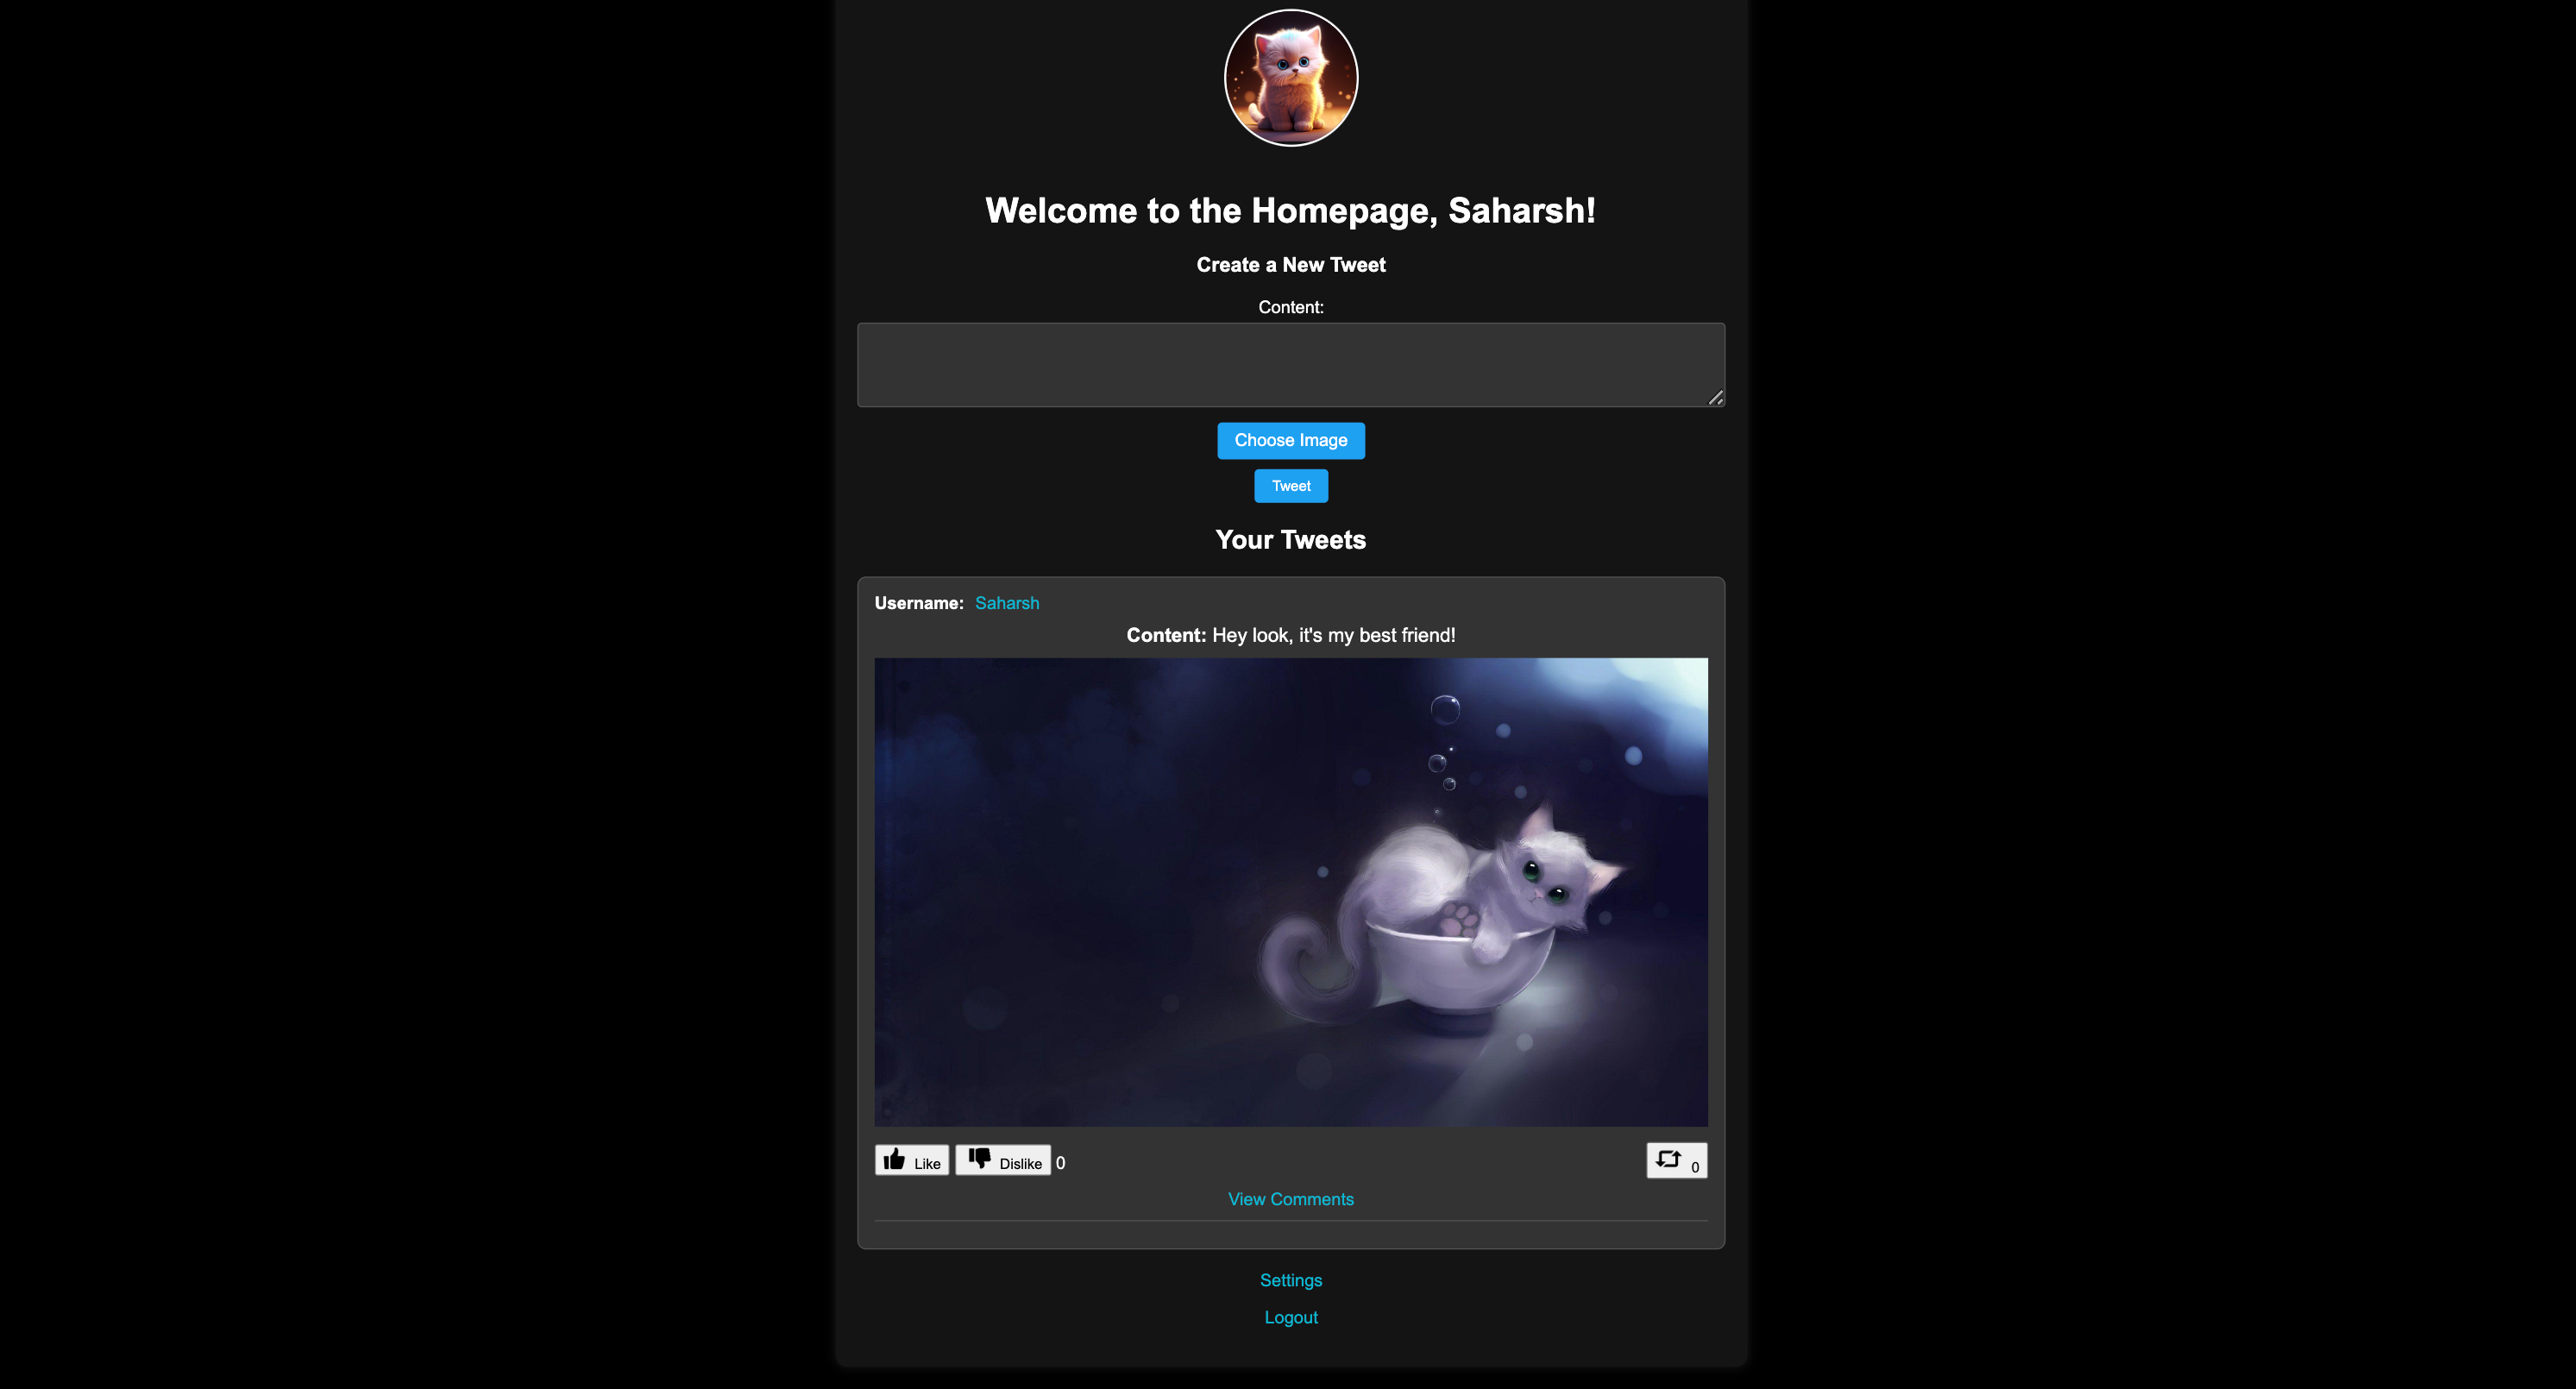 Welcome to the Homepage, Saharsh!
Create a New Tweet
Content:
Choose Image
Tweet
Your Tweets
Username: Saharsh
Content: Hey look, it's my best friend!
Like Dislike 0 0
View Comments
Settings
Logout